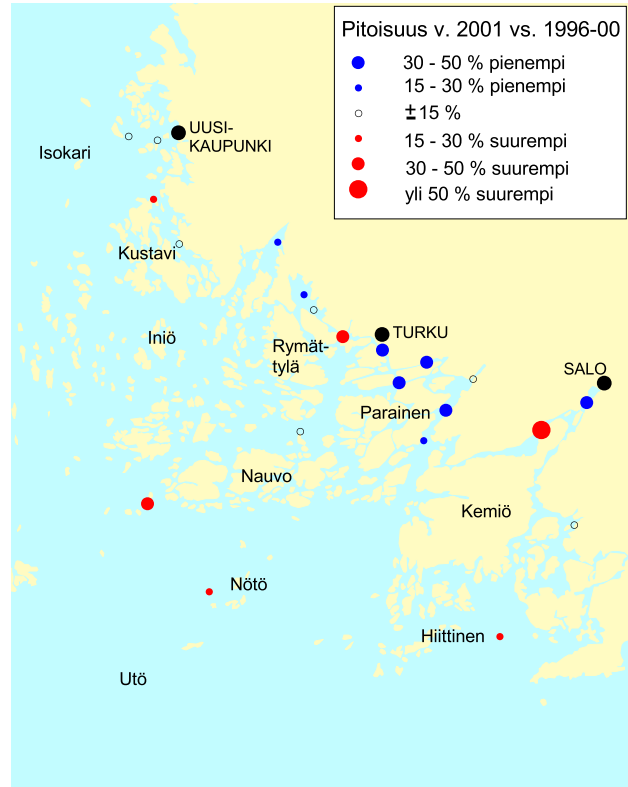 Pitoisuus v. 2001 vs. 1996-00
30 - 50 % pienempi
15 - 30 % pienempi
±15 %
15 - 30 % suurempi
30 - 50 % suurempi
yli 50 % suurempi
UUSI-
KAUPUNKI
Isokari
Kustavi
Iniö
TURKU
Rymät-
tylä
SALO
Parainen
Nauvo
Kemiö
Nötö
Hiittinen
Utö